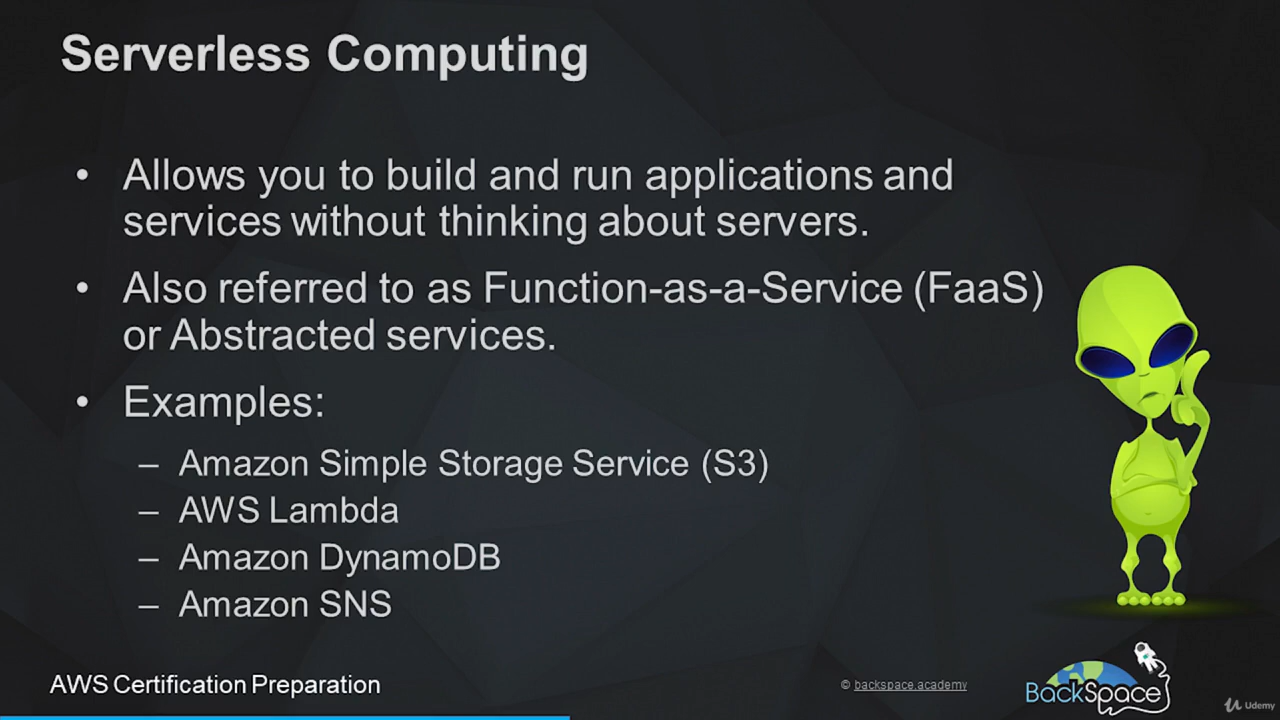 Serverless Computing
• Allows you to build and run applications and
services without thinking about servers.
• Also referred to as Function-as-a-Service (FaaS)
or Abstracted services.
• Examples:
– Amazon Simple Storage Service (S3)
– AWS Lambda
– Amazon DynamoDB
– Amazon SNS
AWS Certification Preparation
© backspace.academy
BackSpace
Udemy